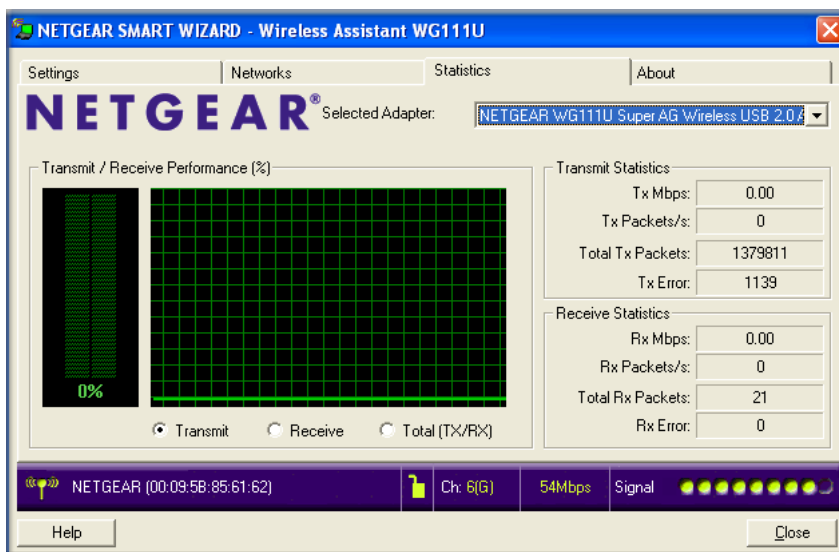 NETGEAR SMART WIZARD - Wireless Assistant WG111U
Settings
Networks
Statistics
About
NETGEAR®
Selected Adapter:
NETGEAR WG111U Super AG Wireless USB 2.0 A
Transmit / Receive Performance (%)
0%
Transmit
Receive
Total (TX/RX)
Transmit Statistics
Tx Mbps: 0.00
Tx Packets/s: 0
Total Tx Packets: 1379811
Tx Error: 1139
Receive Statistics
Rx Mbps: 0.00
Rx Packets/s: 0
Total Rx Packets: 21
Rx Error: 0
NETGEAR (00:09:5B:85:61:62)
Ch: 6(G)
54Mbps
Signal
Help
Close